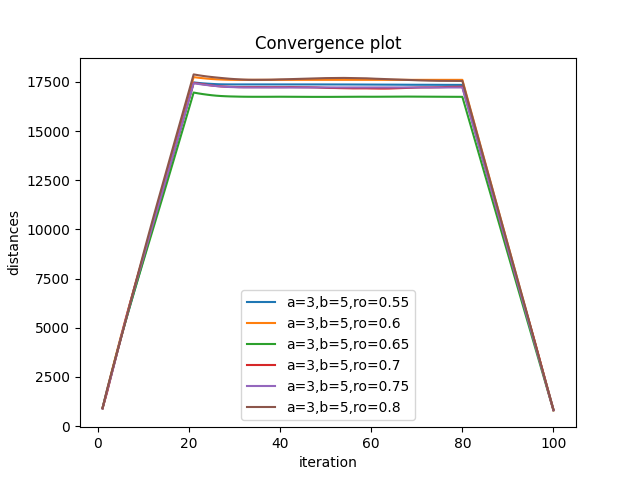 Convergence plot
distances
17500
15000
12500
10000
7500
5000
2500
0
a=3,b=5,ro=0.55
a=3,b=5,ro=0.6
a=3,b=5,ro=0.65
a=3,b=5,ro=0.7
a=3,b=5,ro=0.75
a=3,b=5,ro=0.8
0 20 40 60 80 100
iteration